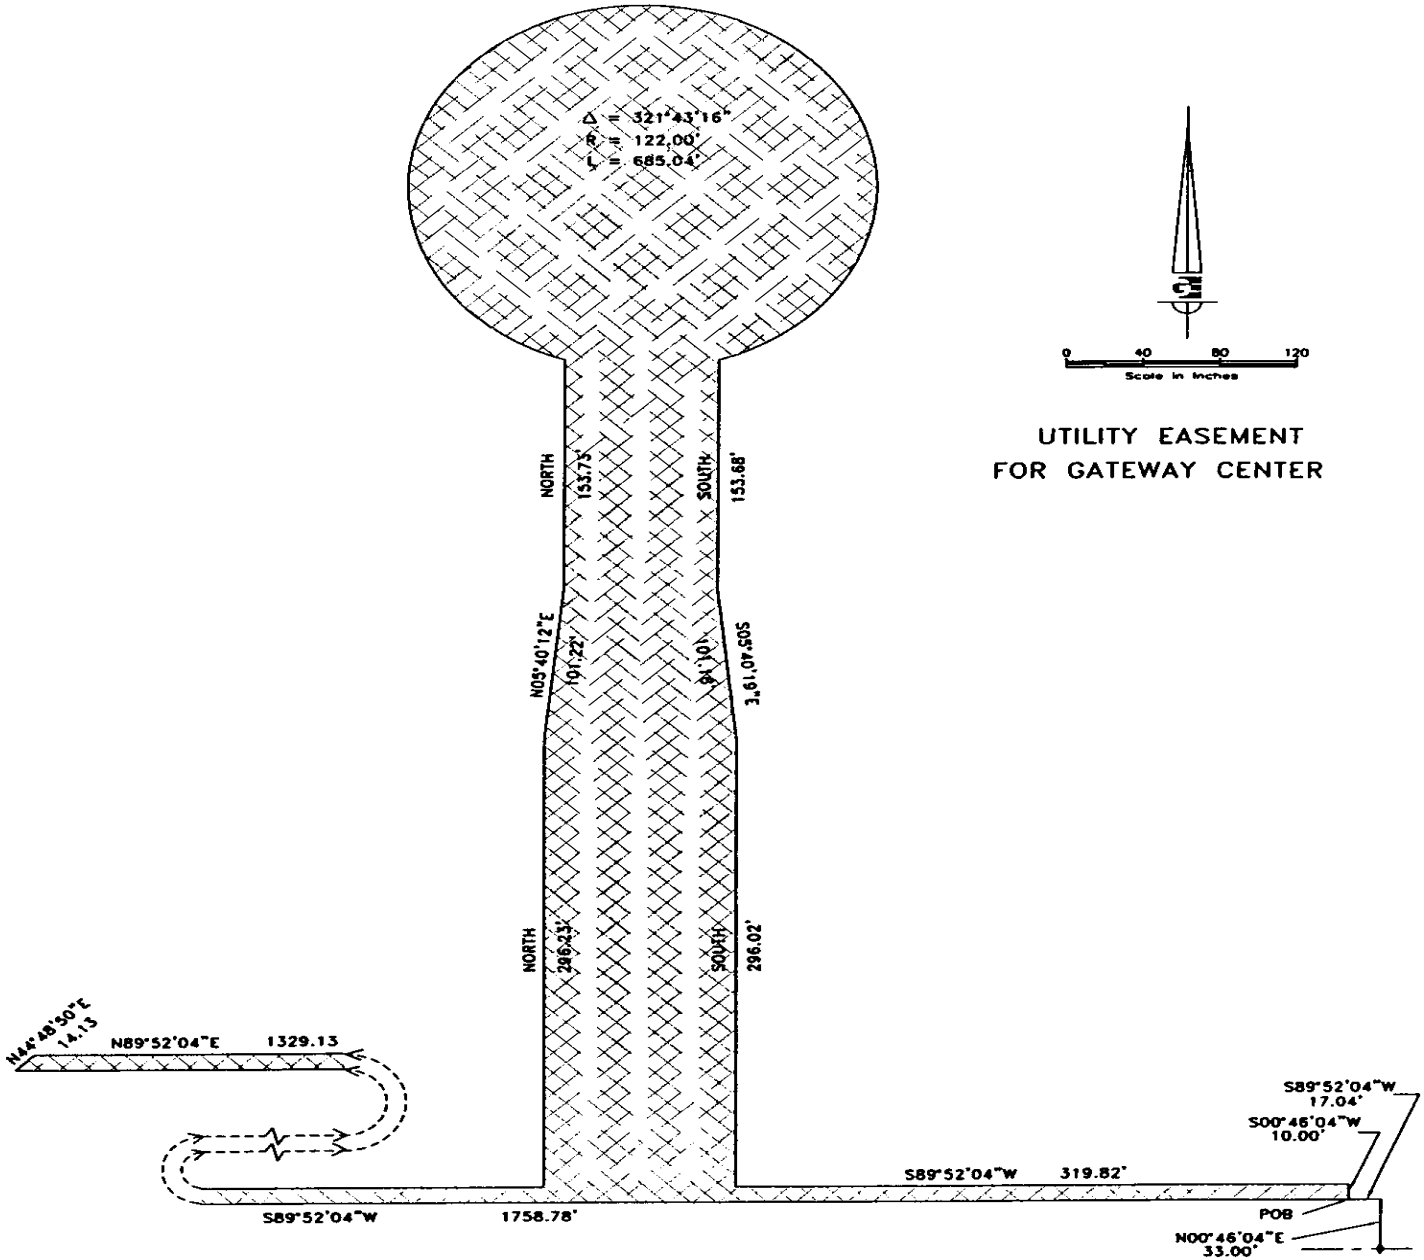 Δ = 321°43'16"
R = 122.00'
L = 685.04'
0 40 80 120
Scale in Inches
UTILITY EASEMENT
FOR GATEWAY CENTER
NORTH
153.73'
SOUTH
153.68'
N05°40'12"E
101.22'
S05°40'19"E
101.16'
NORTH
296.23'
SOUTH
296.02'
N44°48'50"E
14.13
N89°52'04"E 1329.13
S89°52'04"W
17.04'
S00°46'04"W
10.00'
S89°52'04"W 319.82'
S89°52'04"W 1758.78'
POB
N00°46'04"E
33.00'